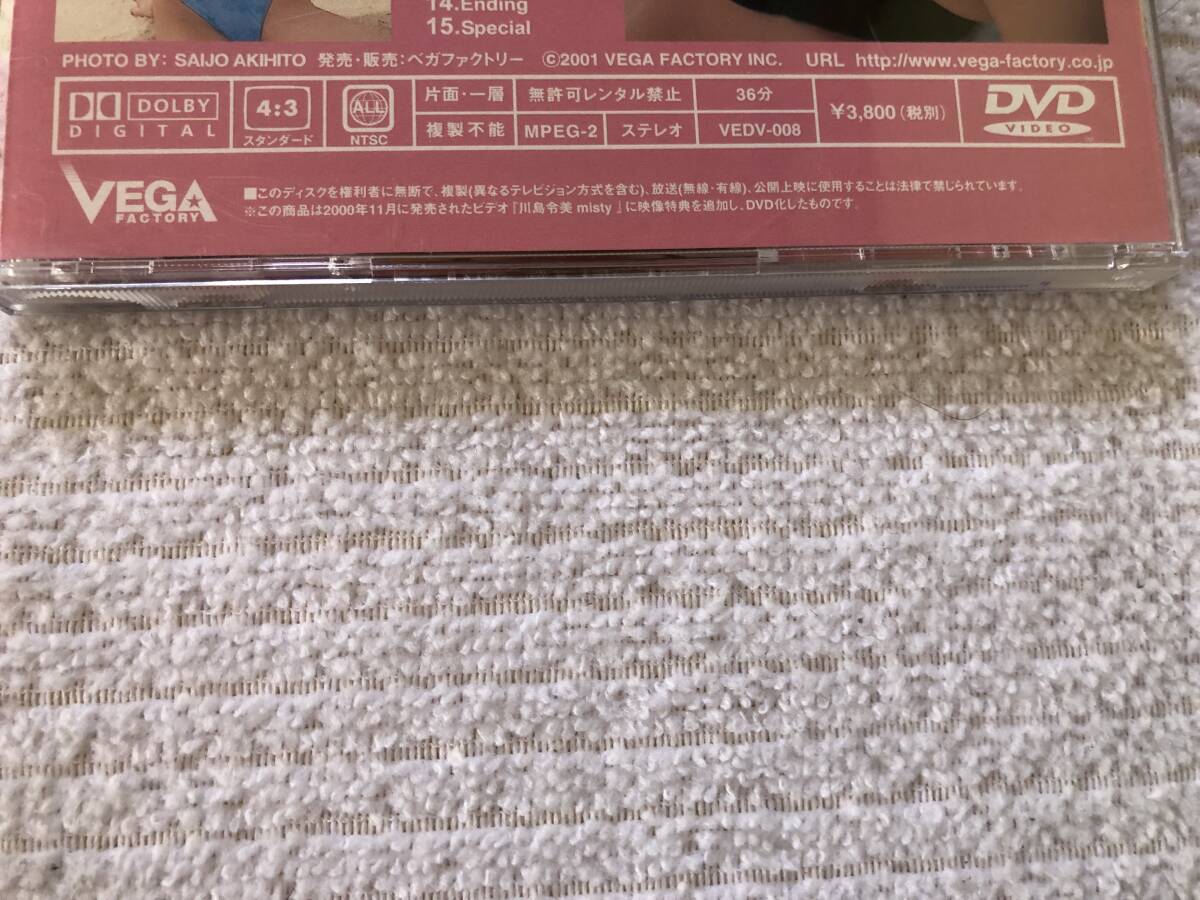 14.Ending
15.Special
PHOTO BY: SAIJO AKIHITO 発売・販売:ベガファクトリー ©2001 VEGA FACTORY INC. URL http://www.vega-factory.co.jp
DOLBY
DIGITAL
4:3
スタンダード
ALL
NTSC
片面・一層 無許可レンタル禁止 36分
複製不能 MPEG-2 ステレオ VEDV-008
¥3,800(税別)
DVD
VIDEO
VEGA
FACTORY
■このディスクを権利者に無断で、複製(異なるテレビジョン方式を含む)、放送(無線・有線)、公開上映に使用することは法律で禁じられています。
※この商品は2000年11月に発売されたビデオ『川島令美 misty 』に映像特典を追加し、DVD化したものです。